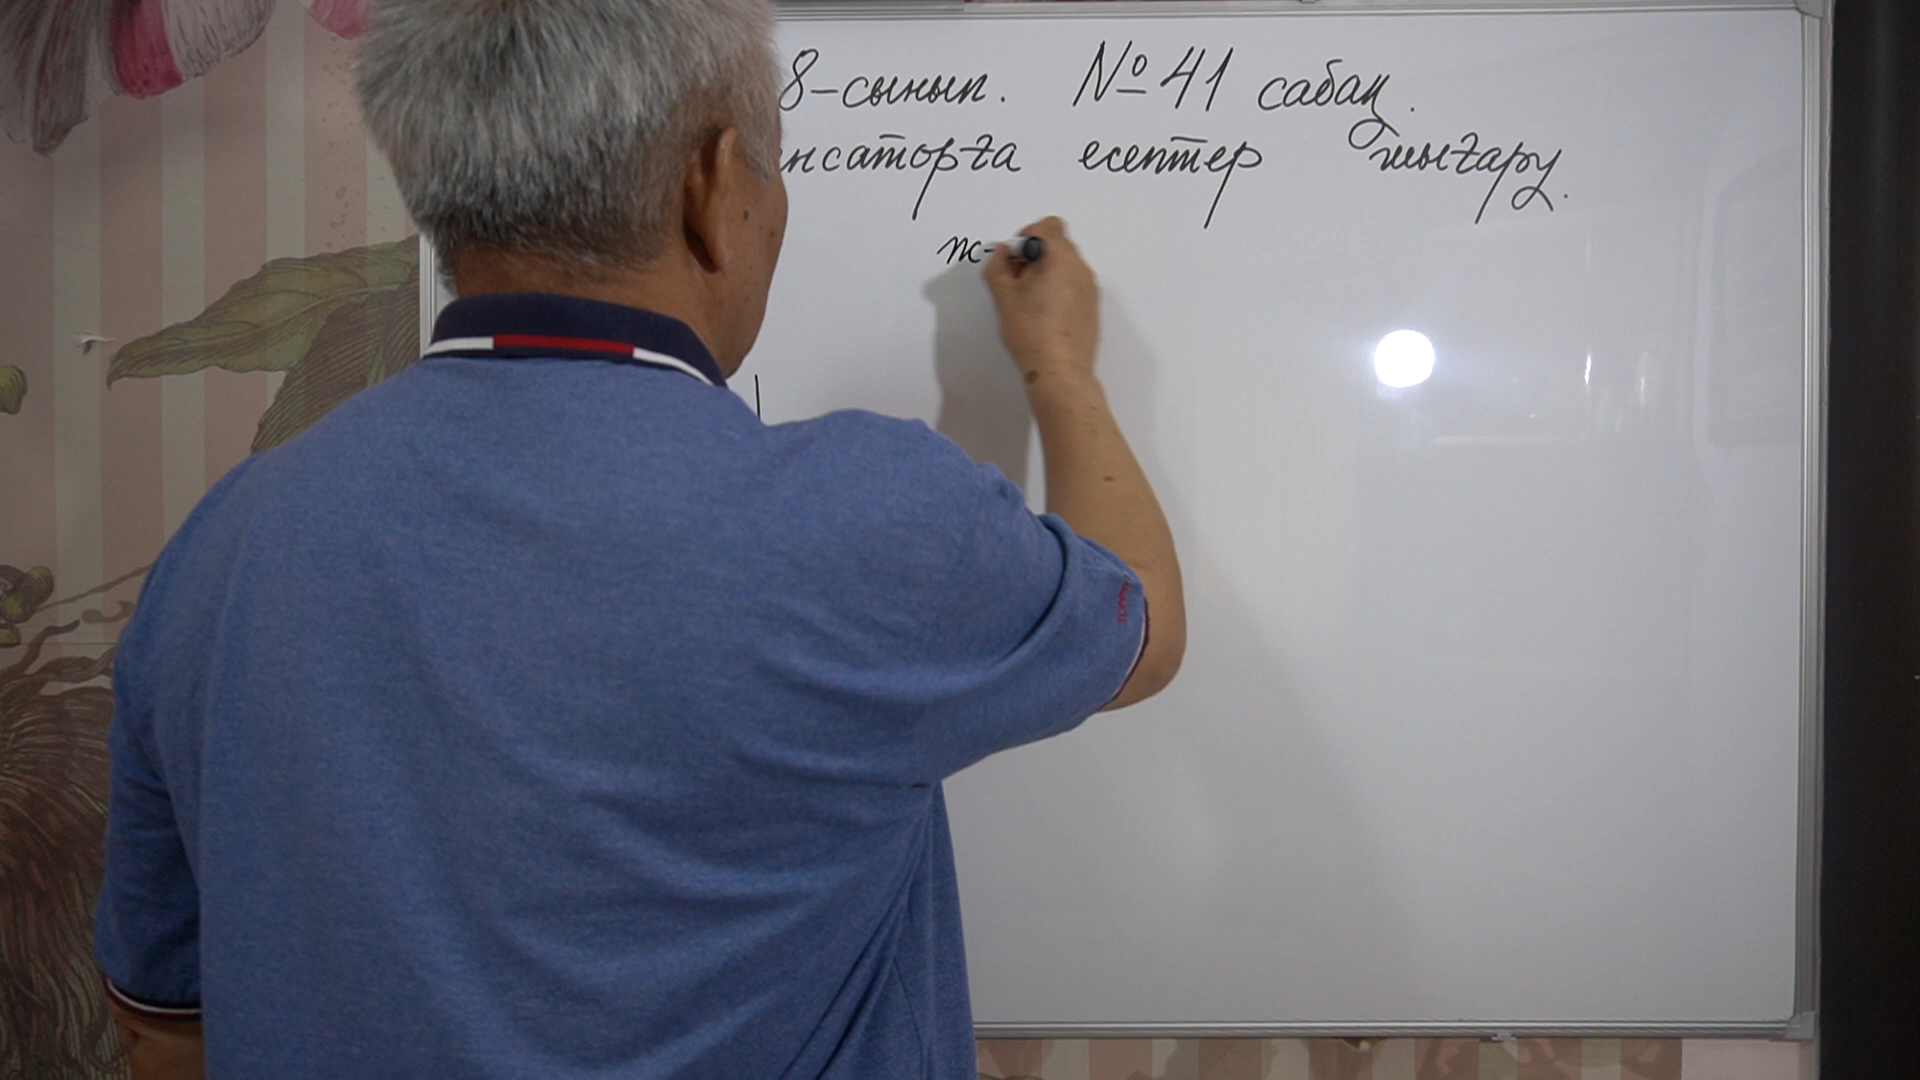 8-сынып. № 41 сабақ.
нсаторға есептер шығару.
ж-